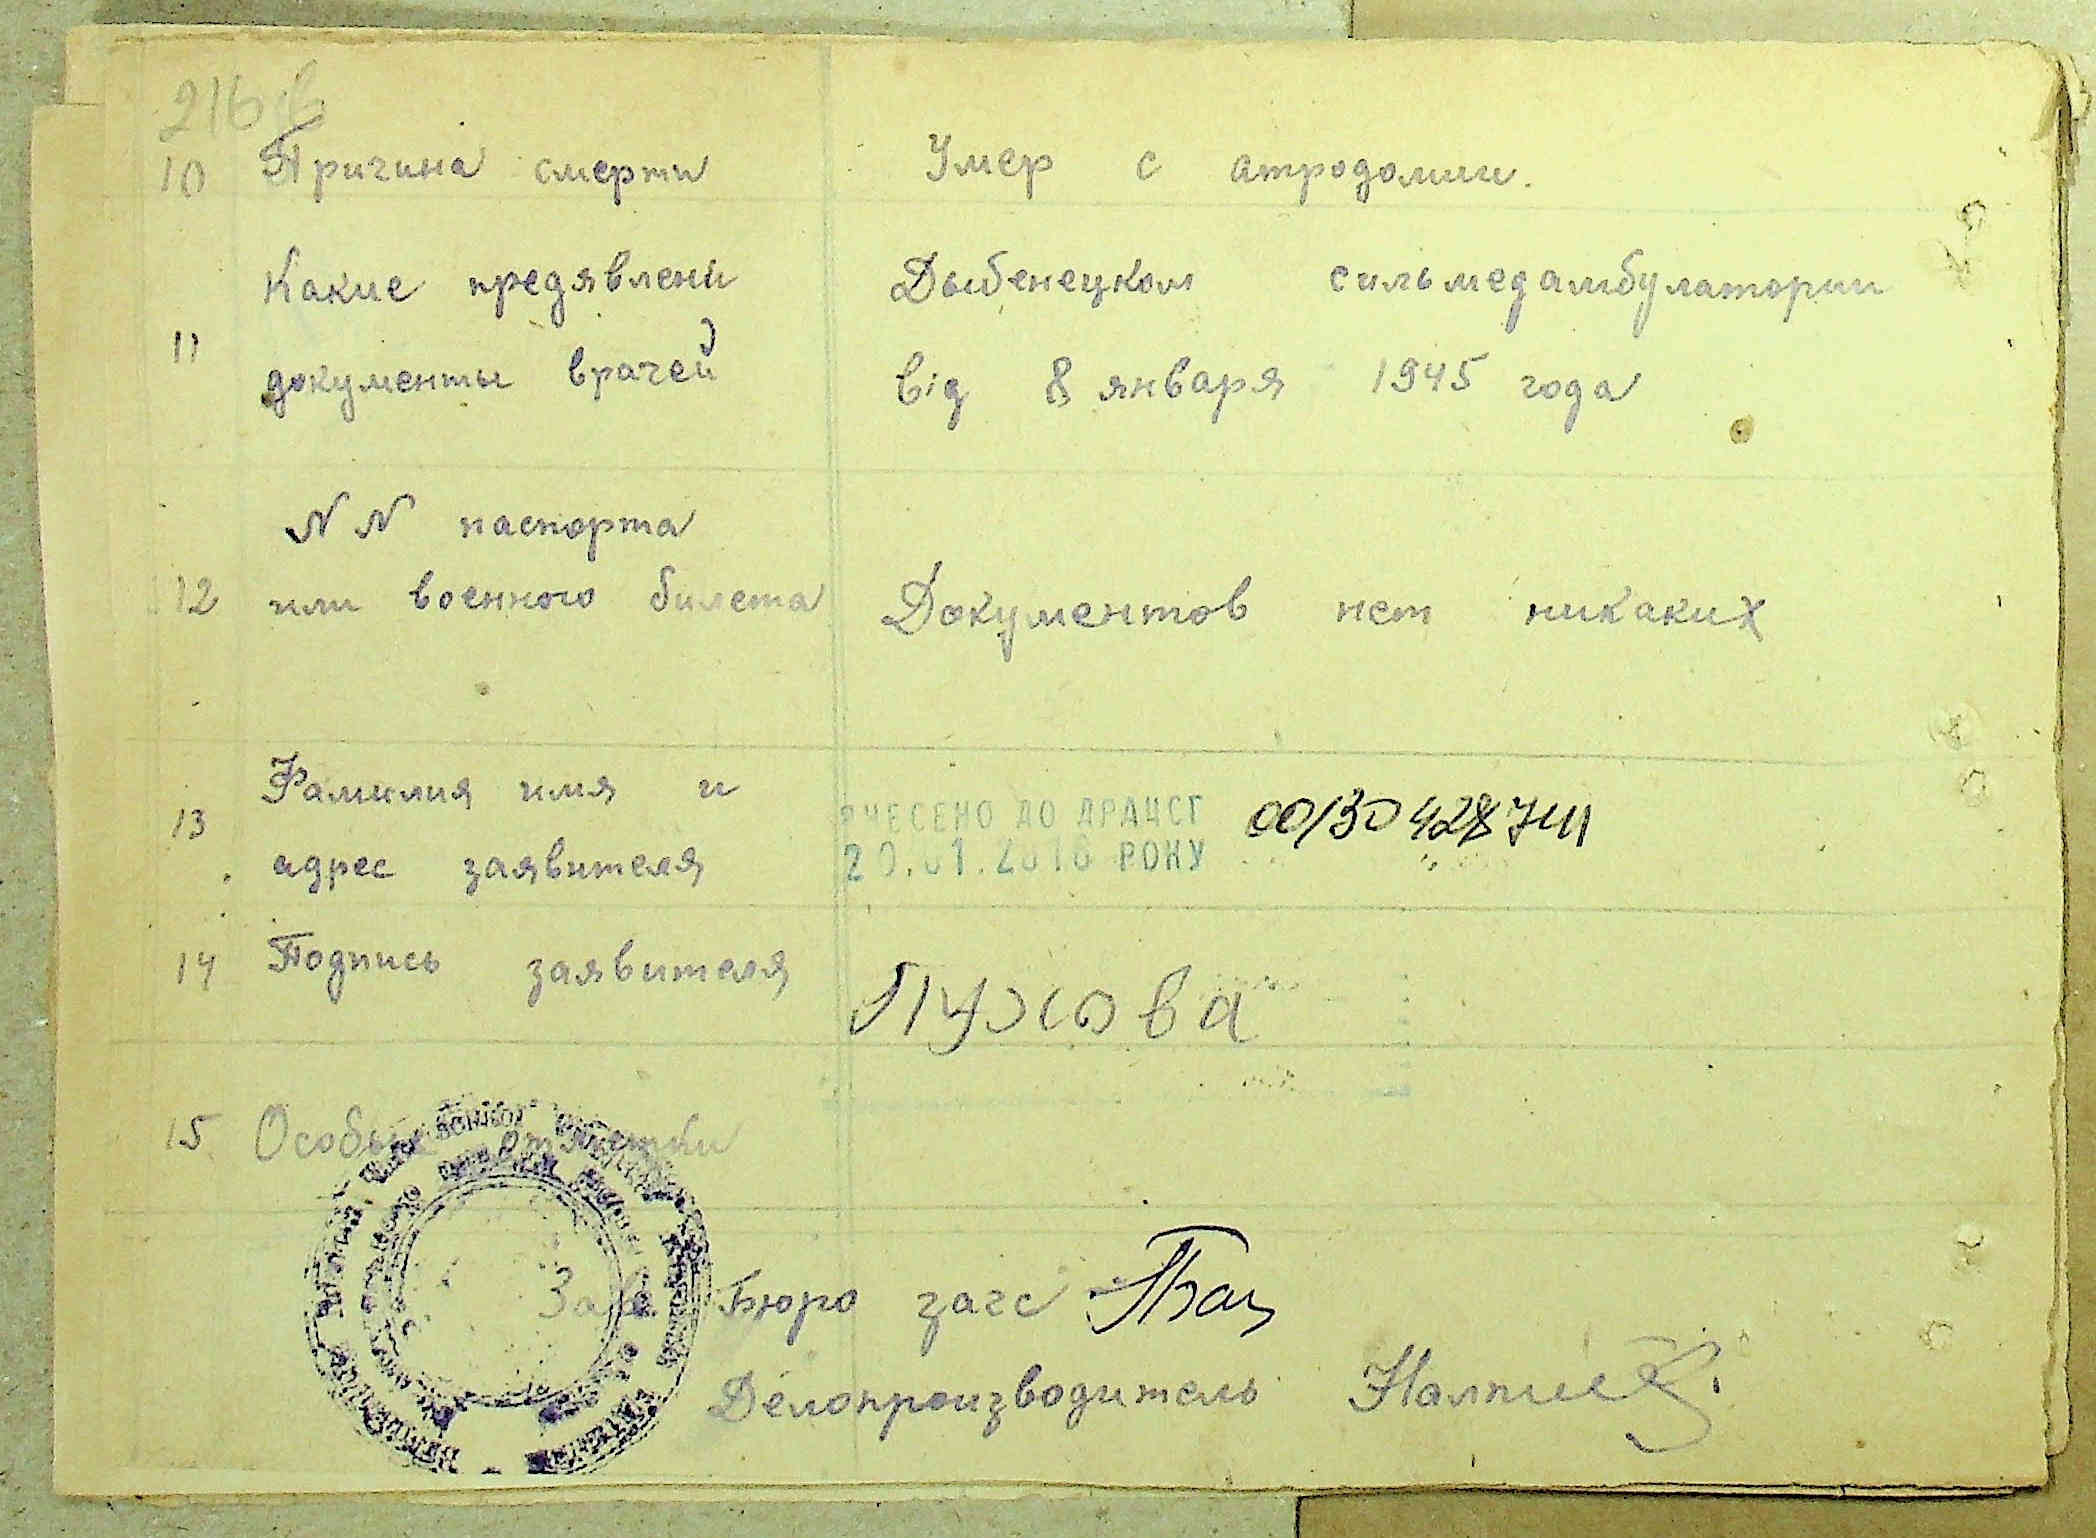 216 в
10 Причина смерти Умер с атродомии.
Какие предявлени Дыбенецком сильмедамбулатории
11
документы врачей від 8 января 1945 года
NN паспорта
12 или военного билета Документов нет никаких
Фамилия имя и
13 ВНЕСЕНО ДО ДРАЦСГ 00130428741
адрес заявителя 20.01.2016 РОКУ
14 Подпись заявителя Пухова
15 Особые отметки
Зав. Бюро загс
Делопроизводитель